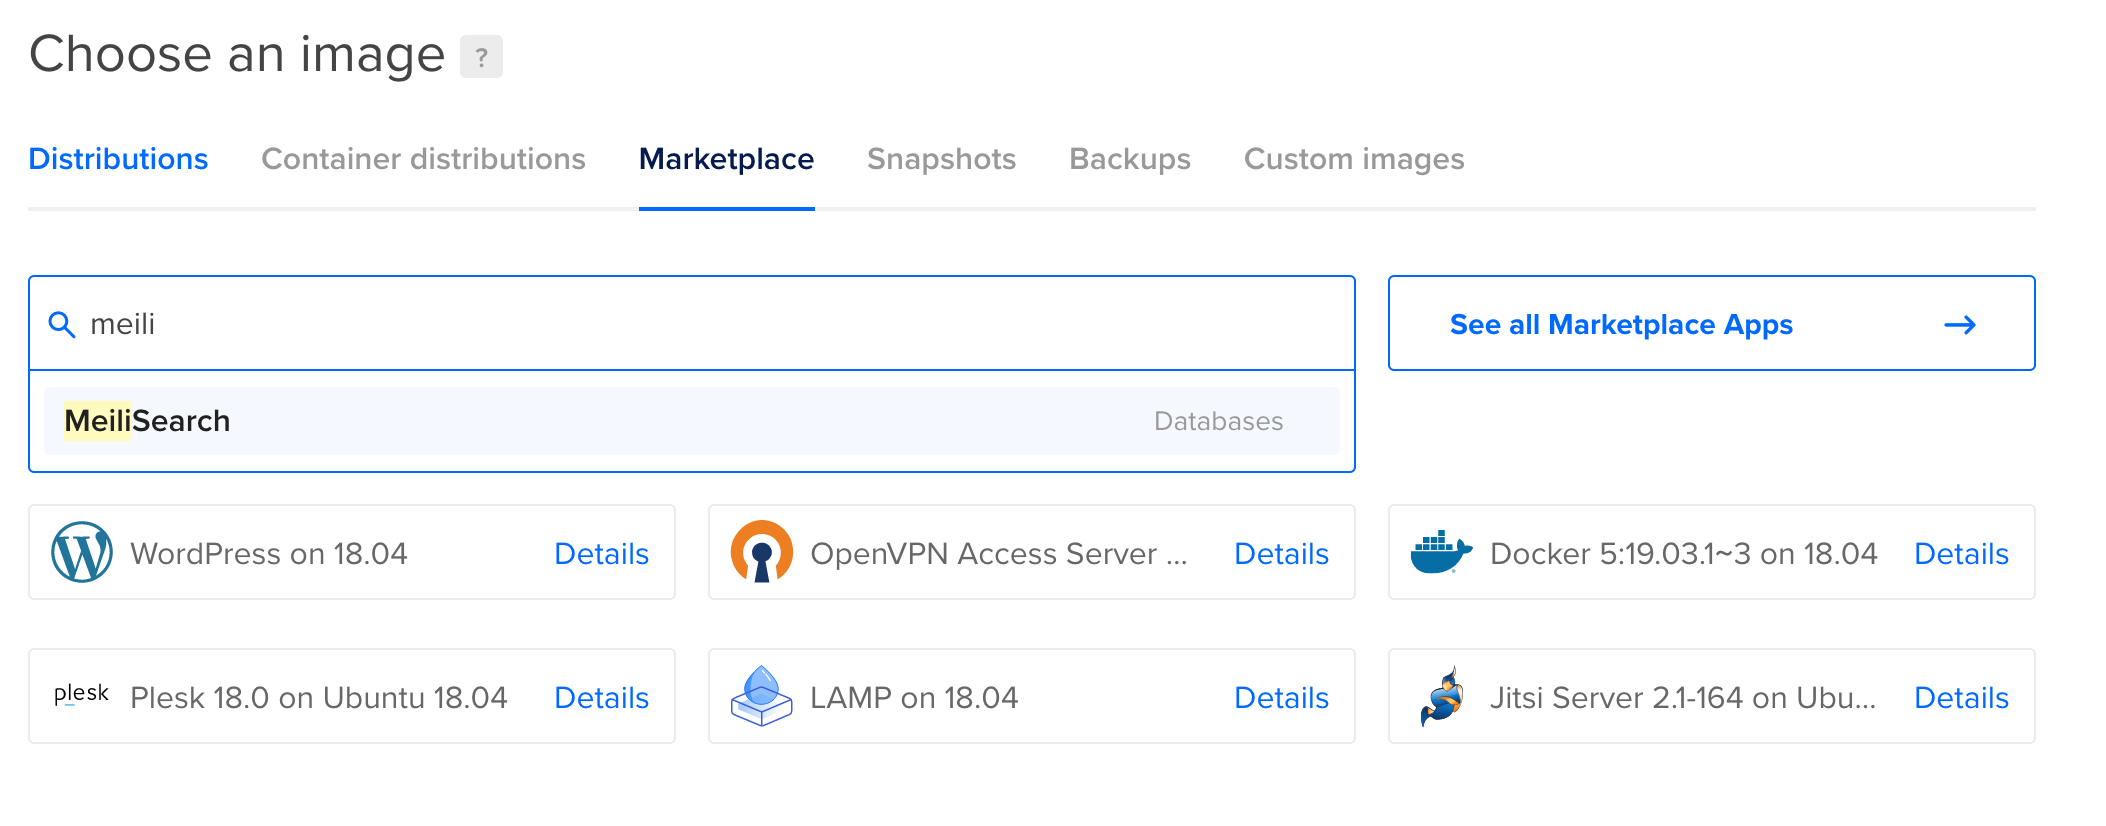 Choose an image ?
Distributions Container distributions Marketplace Snapshots Backups Custom images
meili See all Marketplace Apps →
MeiliSearch Databases
WordPress on 18.04 Details OpenVPN Access Server ... Details Docker 5:19.03.1~3 on 18.04 Details
plesk Plesk 18.0 on Ubuntu 18.04 Details LAMP on 18.04 Details Jitsi Server 2.1-164 on Ubu... Details